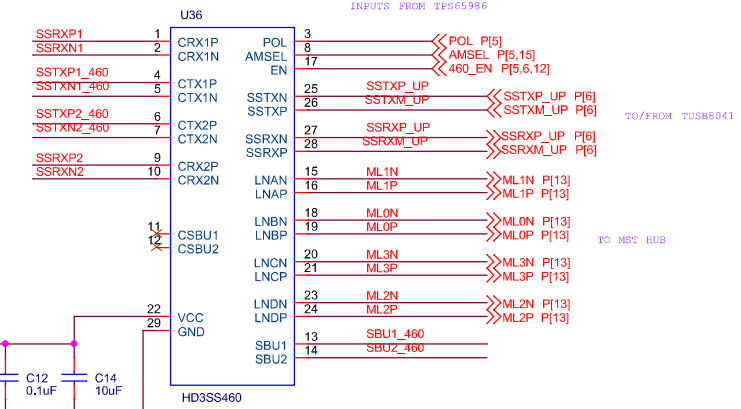 INPUTS FROM TPS65986
U36
SSRXP1 1 CRX1P POL 3 POL P[5]
SSRXN1 2 CRX1N AMSEL 8 AMSEL P[5,15]
EN 17 460_EN P[5,6,12]
SSTXP1_460 4 CTX1P
SSTXN1_460 5 CTX1N SSTXN 25 SSTXP_UP SSTXP_UP P[6]
SSTXP 26 SSTXM_UP SSTXM_UP P[6]
TO/FROM TUSB8041
SSTXP2_460 6 CTX2P
SSTXN2_460 7 CTX2N SSRXN 27 SSRXP_UP SSRXP_UP P[6]
SSRXP 28 SSRXM_UP SSRXM_UP P[6]
SSRXP2 9 CRX2P
SSRXN2 10 CRX2N LNAN 15 ML1N ML1N P[13]
LNAP 16 ML1P ML1P P[13]
LNBN 18 ML0N ML0N P[13]
11 CSBU1 LNBP 19 ML0P ML0P P[13]
12 CSBU2
TO MST HUB
LNCN 20 ML3N ML3N P[13]
LNCP 21 ML3P ML3P P[13]
LNDN 23 ML2N ML2N P[13]
22 VCC LNDP 24 ML2P ML2P P[13]
29 GND
SBU1 13 SBU1_460
SBU2 14 SBU2_460
C12 C14
0.1uF 10uF
HD3SS460